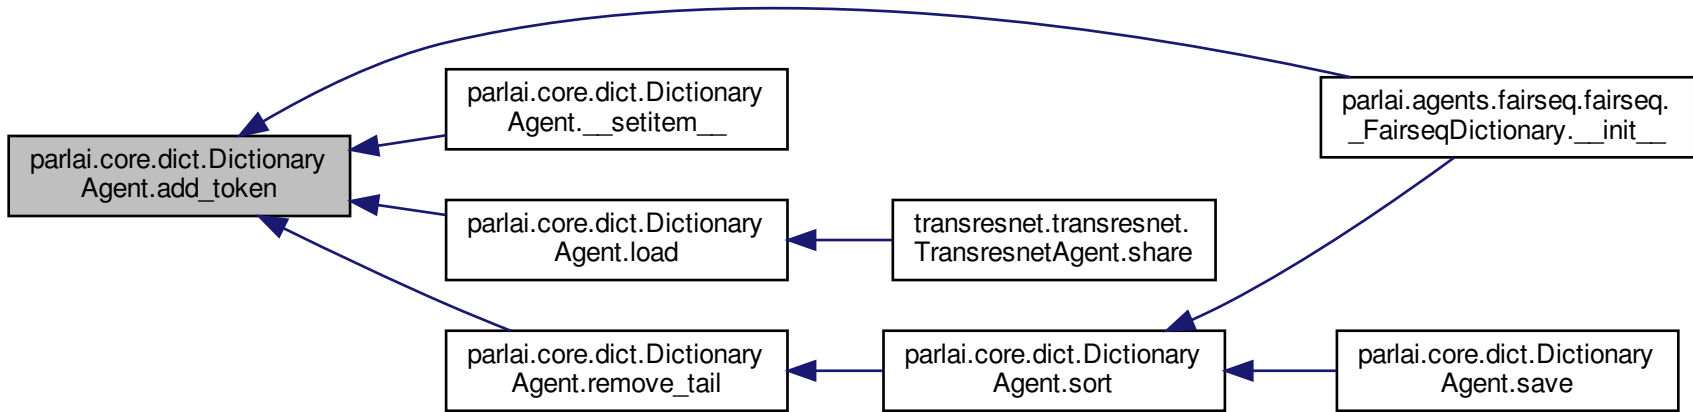 parlai.core.dict.Dictionary
Agent.add_token
parlai.core.dict.Dictionary
Agent.__setitem__
parlai.core.dict.Dictionary
Agent.load
parlai.core.dict.Dictionary
Agent.remove_tail
transresnet.transresnet.
TransresnetAgent.share
parlai.core.dict.Dictionary
Agent.sort
parlai.agents.fairseq.fairseq.
_FairseqDictionary.__init__
parlai.core.dict.Dictionary
Agent.save